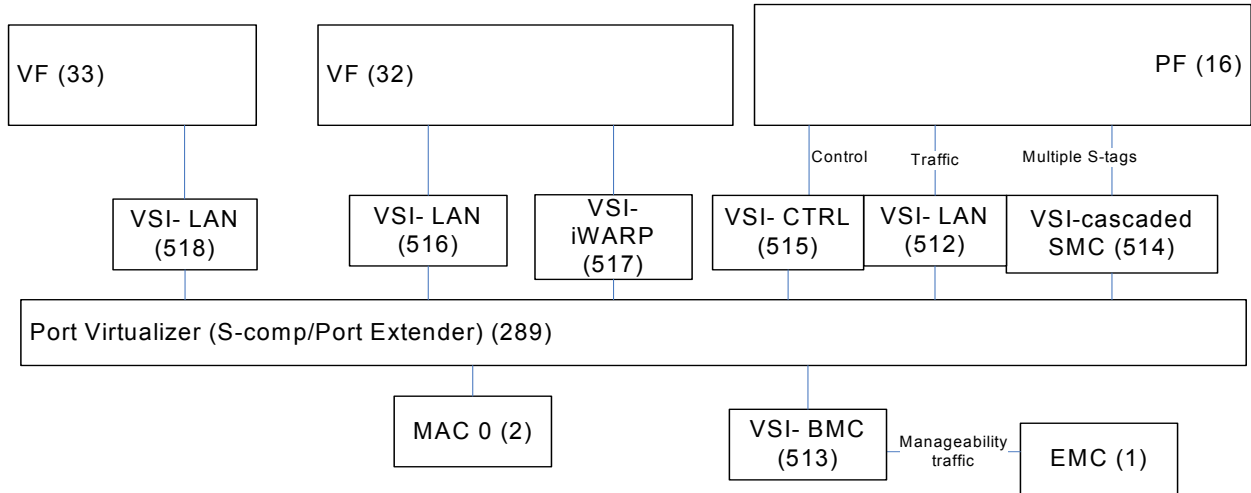 VF (33)
VF (32)
PF (16)
Control
Traffic
Multiple S-tags
VSI- LAN
(518)
VSI- LAN
(516)
VSI-
iWARP
(517)
VSI- CTRL
(515)
VSI- LAN
(512)
VSI-cascaded
SMC (514)
Port Virtualizer (S-comp/Port Extender) (289)
MAC 0 (2)
VSI- BMC
(513)
Manageability
traffic
EMC (1)